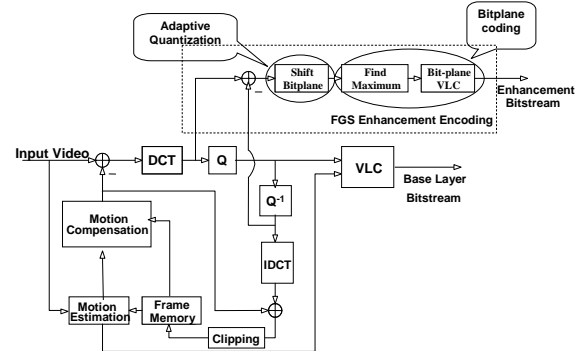 Adaptive
Quantization
Bitplane
coding
Shift
Bitplane
Find
Maximum
Bit-plane
VLC
Enhancement
Bitstream
FGS Enhancement Encoding
Input Video
DCT
Q
VLC
Base Layer
Bitstream
Q-1
Motion
Compensation
IDCT
Motion
Estimation
Frame
Memory
Clipping